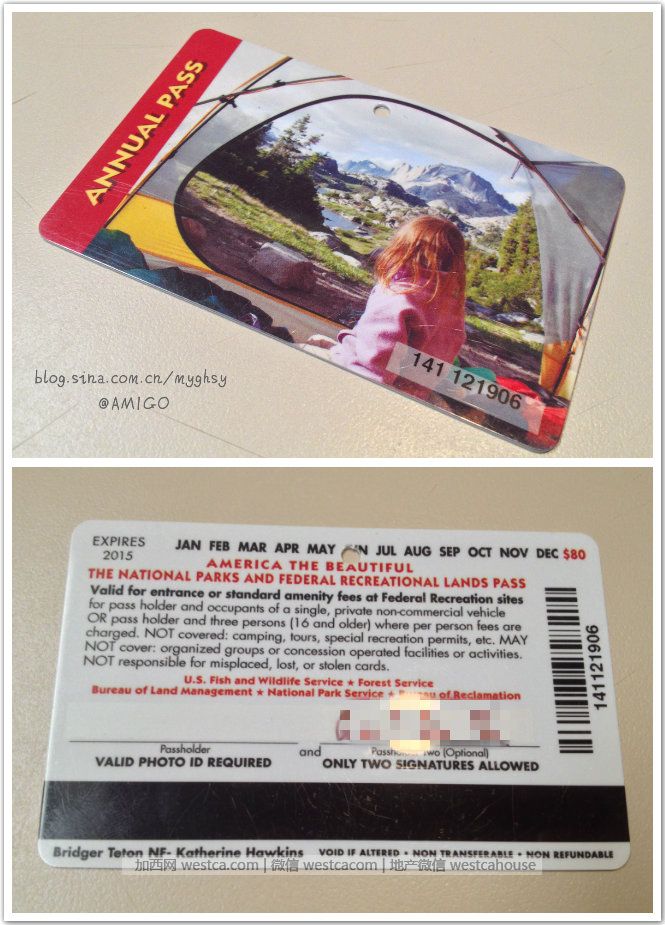 ANNUAL PASS
141 121906
blog.sina.com.cn/myghsy
@AMIGO
EXPIRES
2015
JAN FEB MAR APR MAY JUN JUL AUG SEP OCT NOV DEC $80
AMERICA THE BEAUTIFUL
THE NATIONAL PARKS AND FEDERAL RECREATIONAL LANDS PASS
Valid for entrance or standard amenity fees at Federal Recreation sites
for pass holder and occupants of a single, private non-commercial vehicle
OR pass holder and three persons (16 and older) where per person fees are
charged. NOT covered: camping, tours, special recreation permits, etc. MAY
NOT cover: organized groups or concession operated facilities or activities.
NOT responsible for misplaced, lost, or stolen cards.
U.S. Fish and Wildlife Service ★ Forest Service
Bureau of Land Management ★ National Park Service ★ Bureau of Reclamation
141121906
Passholder
and
Passholder Two (Optional)
VALID PHOTO ID REQUIRED
ONLY TWO SIGNATURES ALLOWED
Bridger Teton NF- Katherine Hawkins
VOID IF ALTERED • NON TRANSFERABLE • NON REFUNDABLE
加西网 westca.com | 微信 westcacom | 地产微信 westcahouse